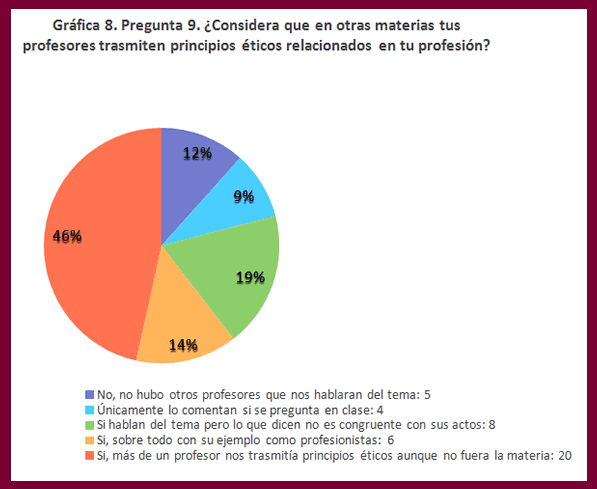 Gráfica 8. Pregunta 9. ¿Considera que en otras materias tus
profesores trasmiten principios éticos relacionados en tu profesión?
12%
9%
46%
19%
14%
No, no hubo otros profesores que nos hablaran del tema: 5
Únicamente lo comentan si se pregunta en clase: 4
Si hablan del tema pero lo que dicen no es congruente con sus actos: 8
Si, sobre todo con su ejemplo como profesionistas: 6
Si, más de un profesor nos trasmitía principios éticos aunque no fuera la materia: 20